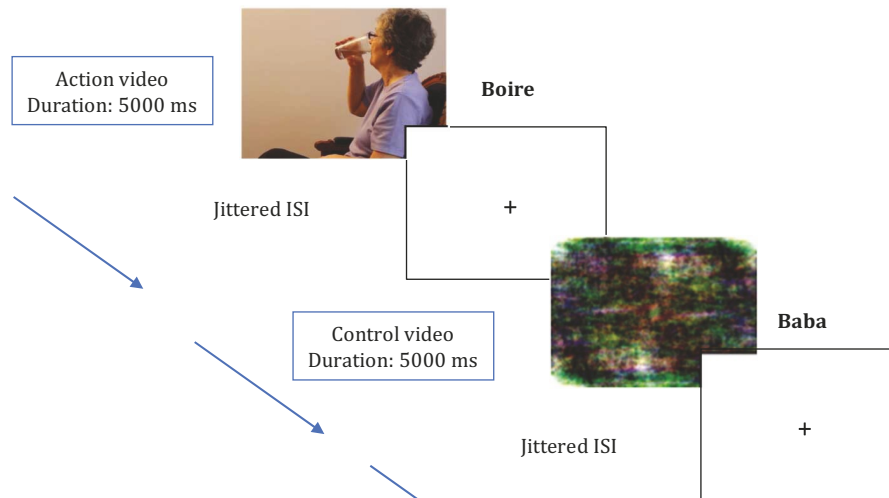 Action video
Duration: 5000 ms
Boire
Jittered ISI
+
Control video
Duration: 5000 ms
Baba
Jittered ISI
+